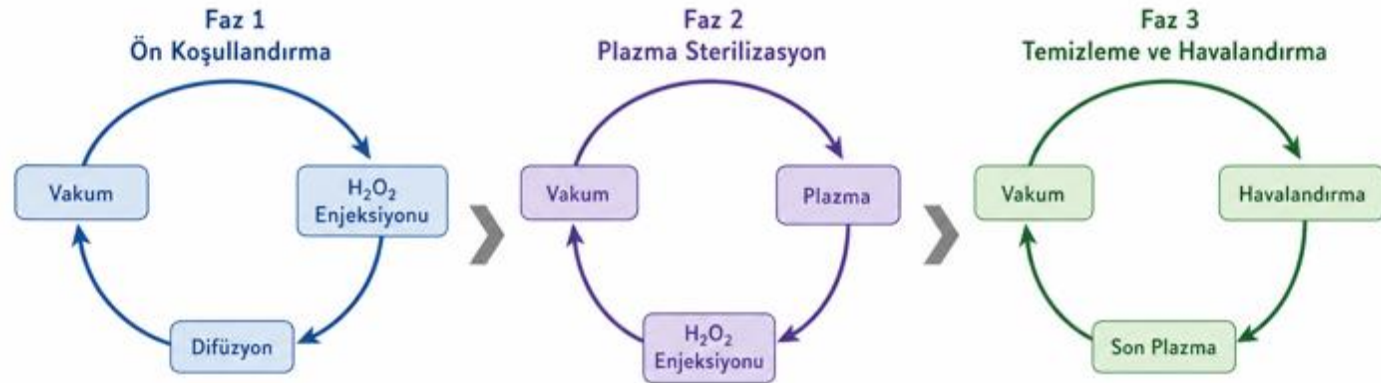 Faz 1
Ön Koşullandırma
Vakum
H₂O₂
Enjeksiyonu
Difüzyon
Faz 2
Plazma Sterilizasyon
Vakum
Plazma
H₂O₂
Enjeksiyonu
Faz 3
Temizleme ve Havalandırma
Vakum
Havalandırma
Son Plazma